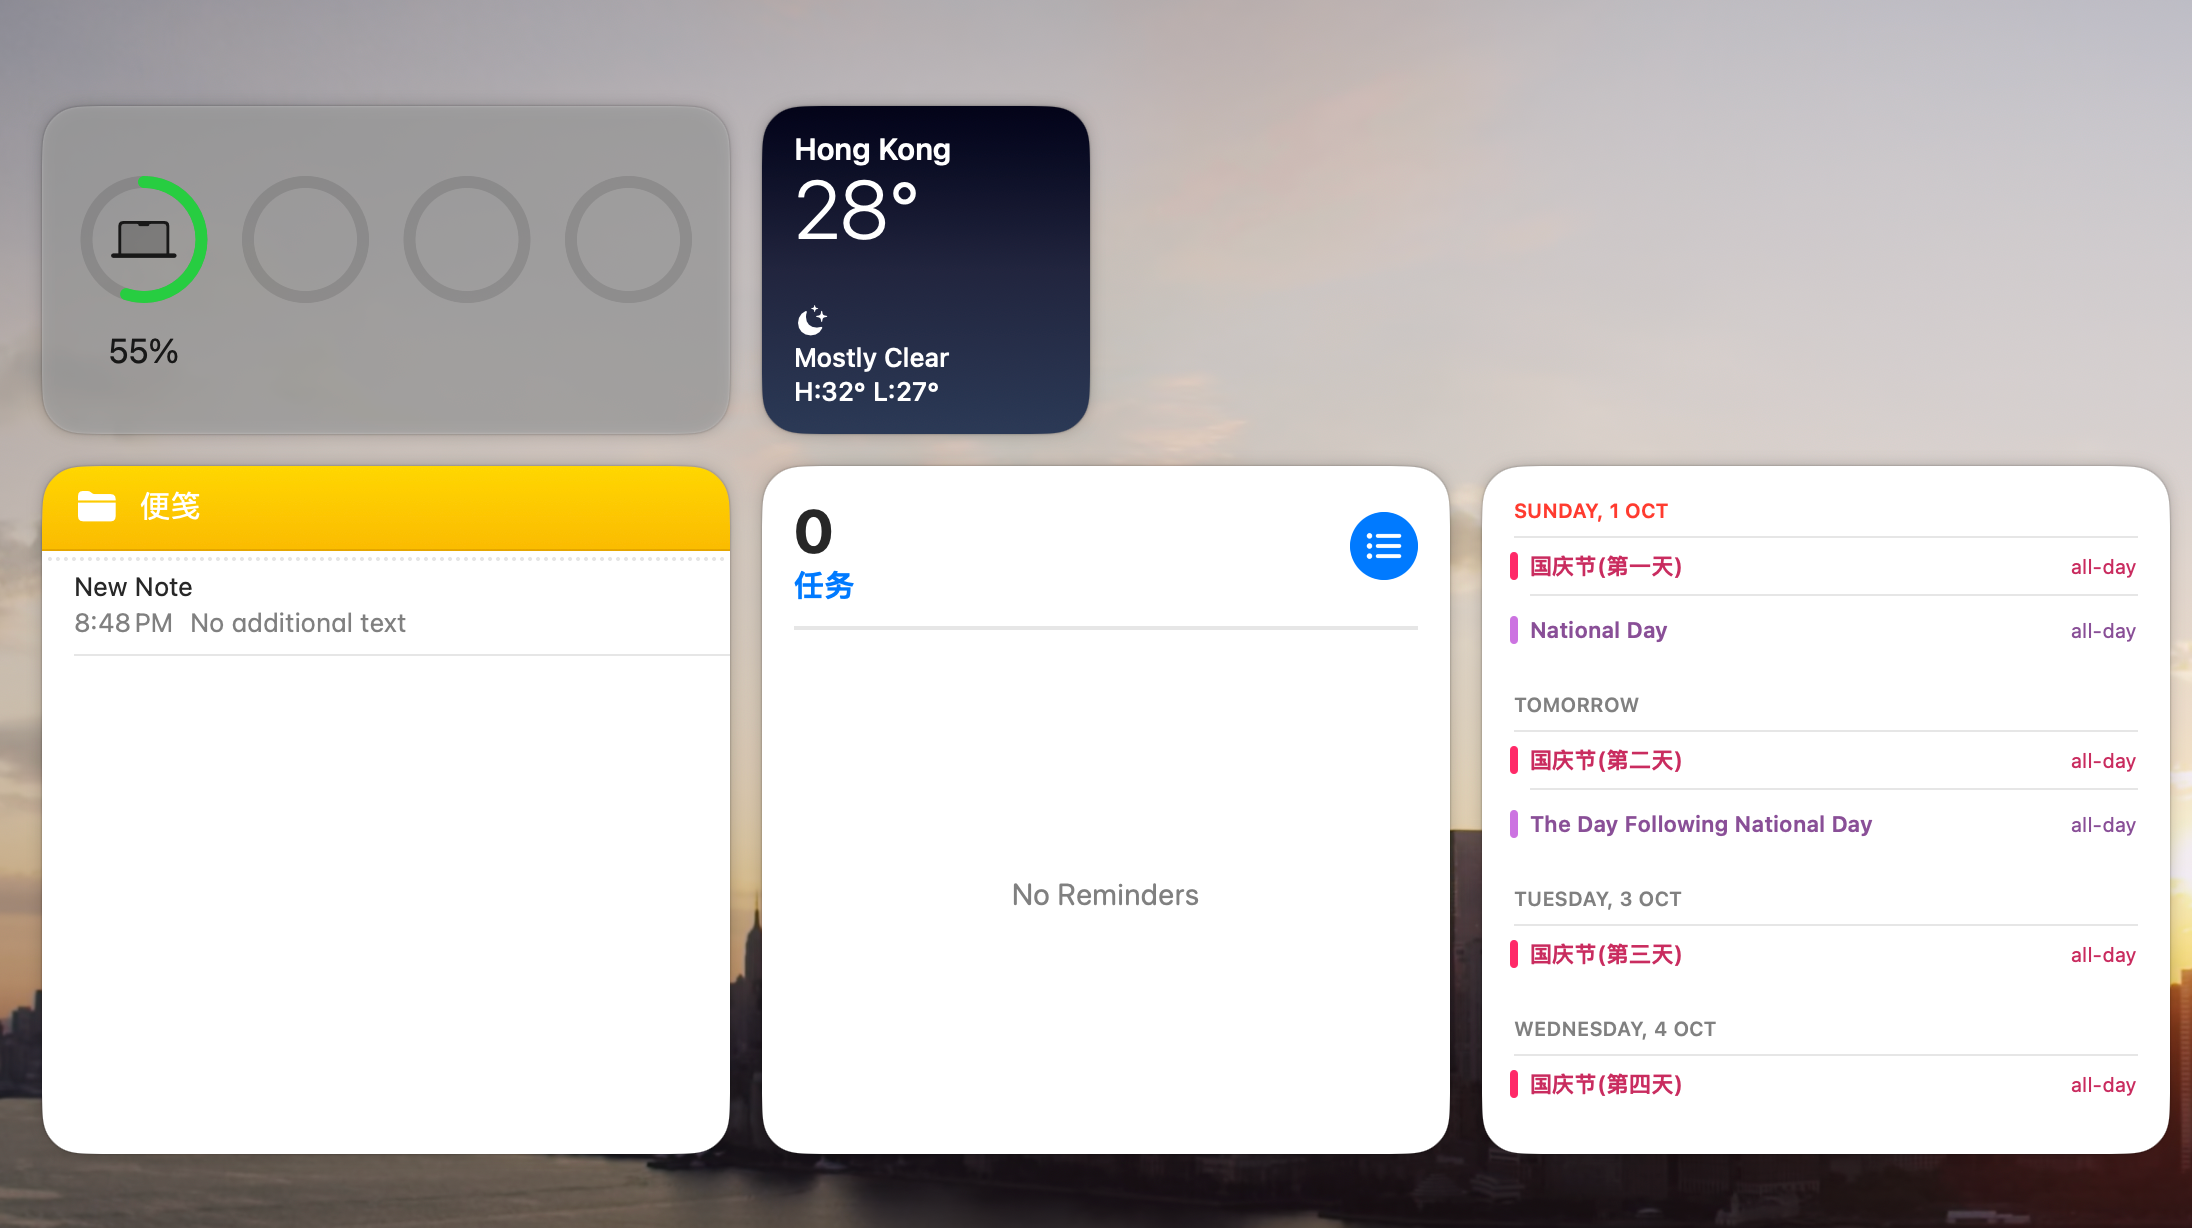 55%
Hong Kong
28°
Mostly Clear
H:32° L:27°
便笺
New Note
8:48 PM No additional text
0
任务
No Reminders
SUNDAY, 1 OCT
国庆节(第一天) all-day
National Day all-day
TOMORROW
国庆节(第二天) all-day
The Day Following National Day all-day
TUESDAY, 3 OCT
国庆节(第三天) all-day
WEDNESDAY, 4 OCT
国庆节(第四天) all-day